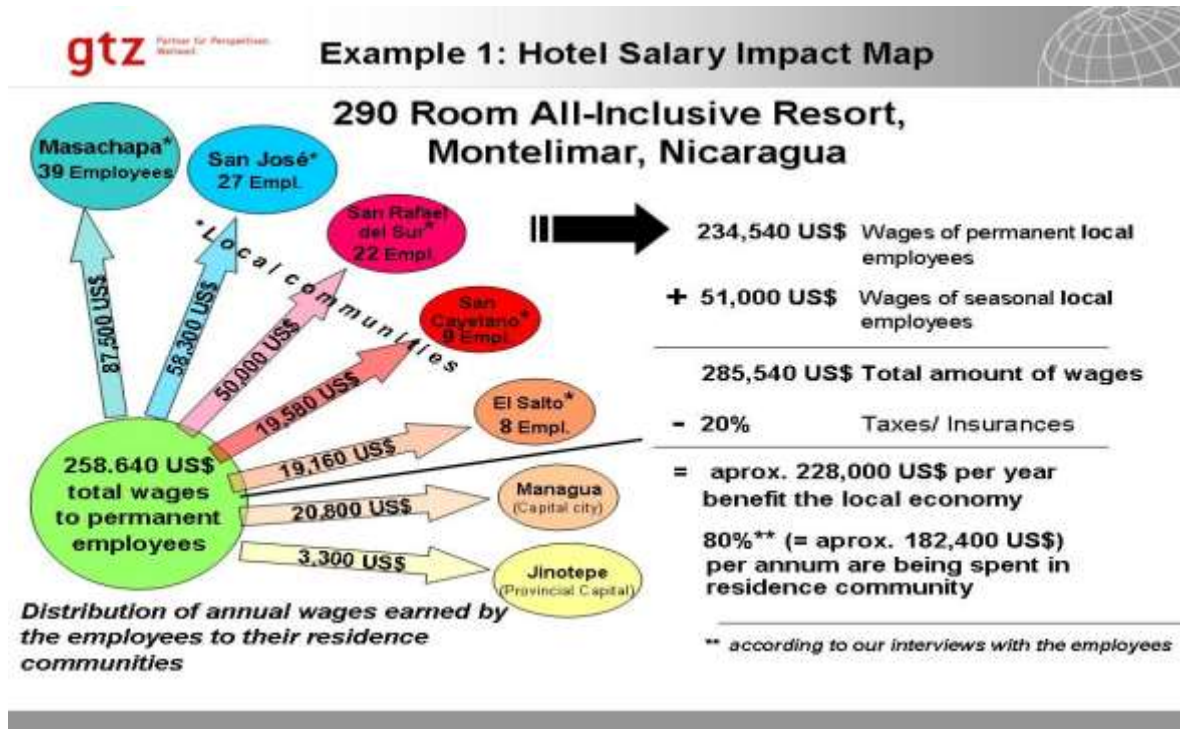 gtz
Partner für Perspektiven.
Weltweit.
Example 1: Hotel Salary Impact Map
290 Room All-Inclusive Resort,
Montelimar, Nicaragua
Masachapa*
39 Employees
San José*
27 Empl.
San Rafael
del Sur*
22 Empl.
San
Cayetano*
9 Empl.
El Salto*
8 Empl.
Managua
(Capital city)
Jinotepe
(Provincial Capital)
*Local communities
87,500 US$
58,300 US$
50,000 US$
19,580 US$
19,160 US$
20,800 US$
3,300 US$
258.640 US$
total wages
to permanent
employees
Distribution of annual wages earned by
the employees to their residence
communities
234,540 US$ Wages of permanent local
employees
+ 51,000 US$ Wages of seasonal local
employees
285,540 US$ Total amount of wages
- 20% Taxes/ Insurances
= aprox. 228,000 US$ per year
benefit the local economy
80%** (= aprox. 182,400 US$)
per annum are being spent in
residence community
** according to our interviews with the employees